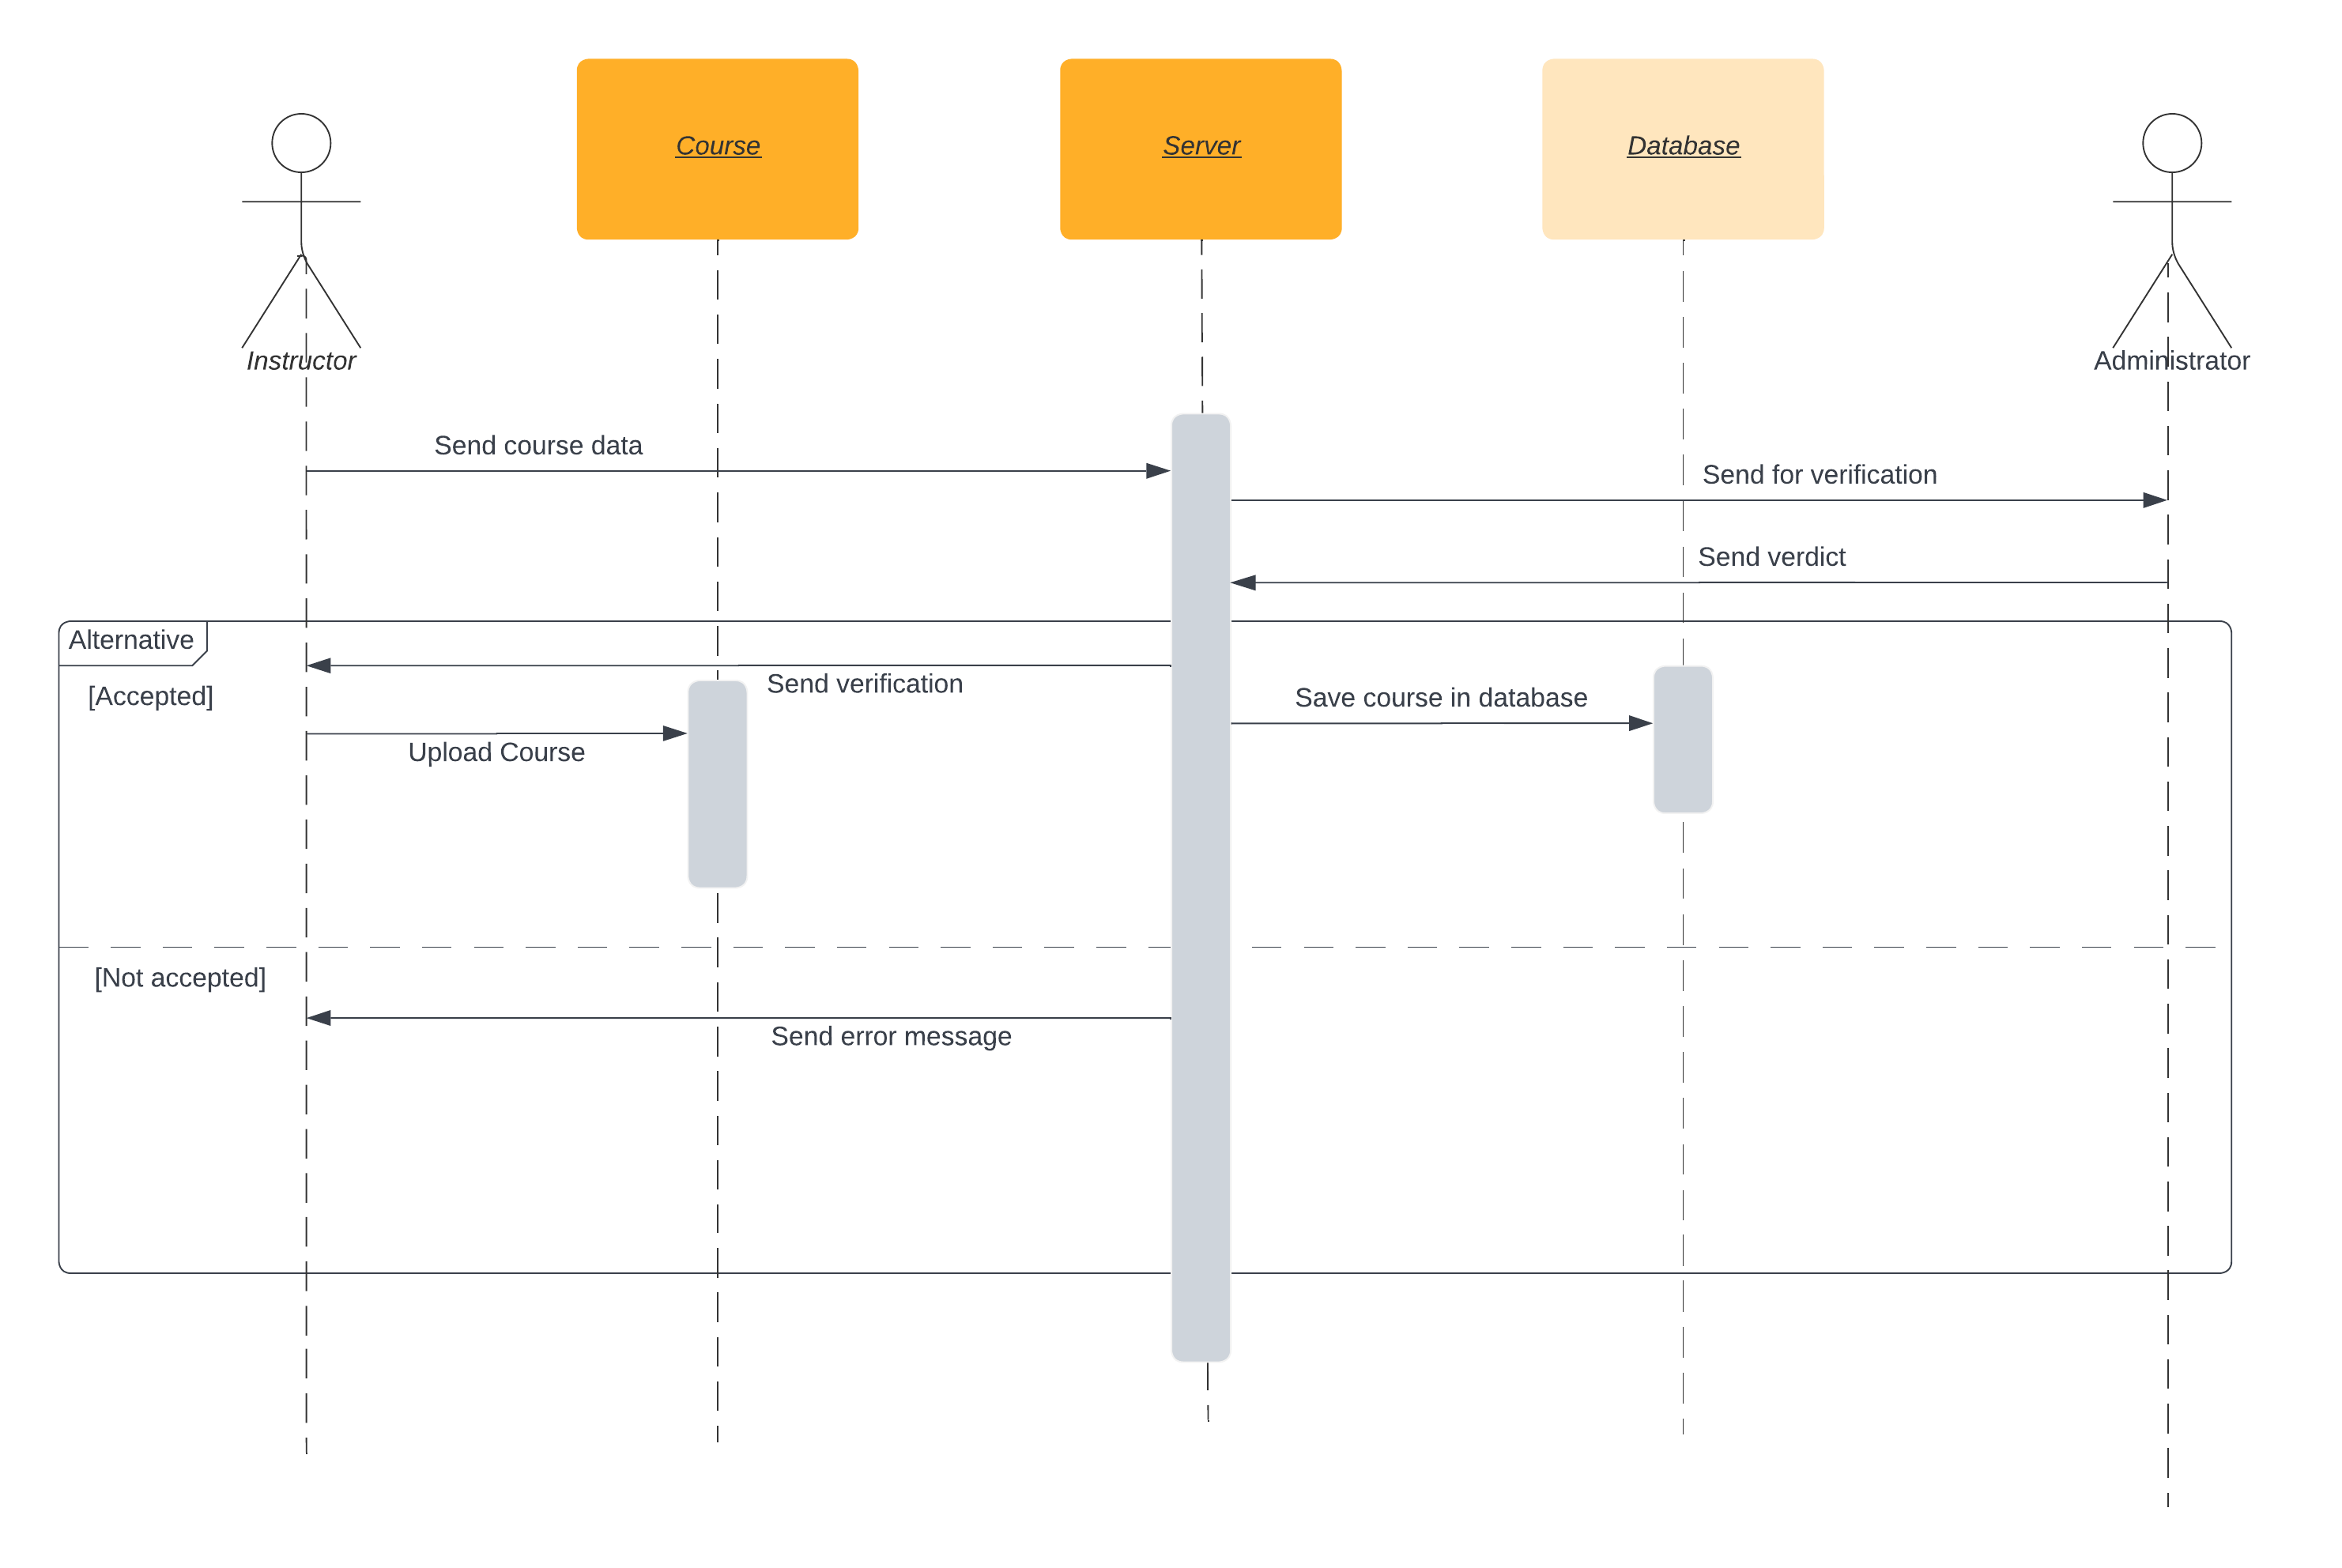 Course
Server
Database
Instructor
Administrator
Send course data
Send for verification
Send verdict
Alternative
Send verification
[Accepted]
Save course in database
Upload Course
[Not accepted]
Send error message